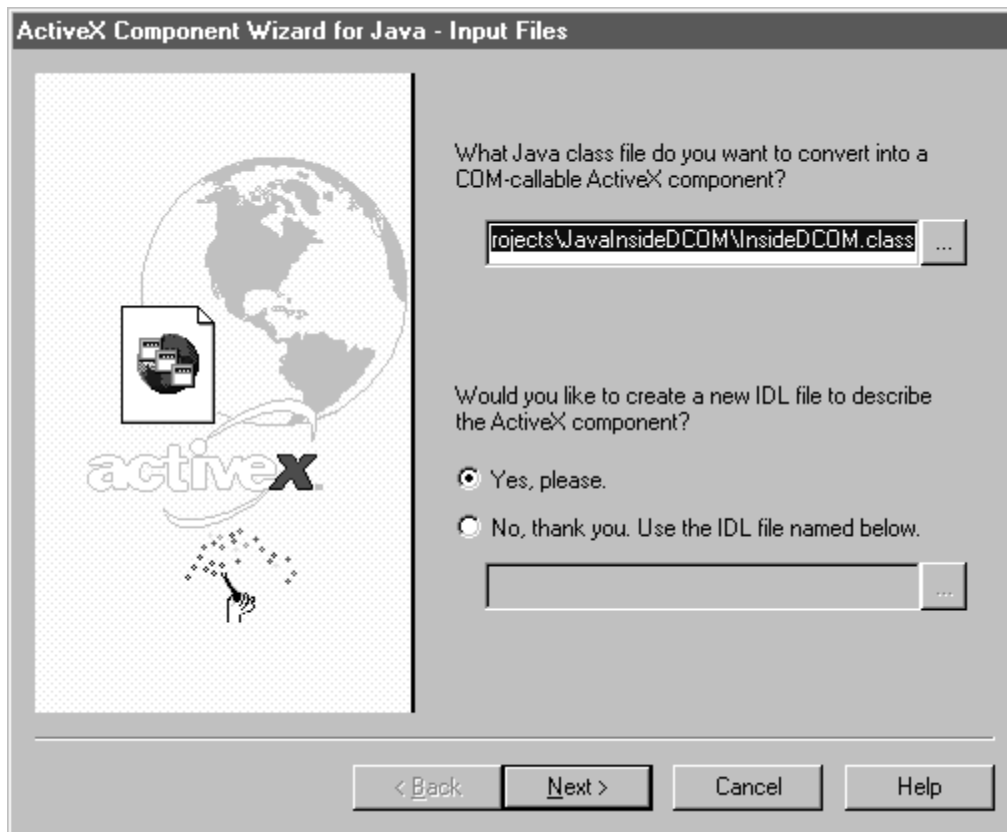 ActiveX Component Wizard for Java - Input Files
What Java class file do you want to convert into a
COM-callable ActiveX component?
rojects\JavaInsideDCOM\InsideDCOM.class
...
Would you like to create a new IDL file to describe
the ActiveX component?
activeX
Yes, please.
No, thank you. Use the IDL file named below.
...
< Back
Next >
Cancel
Help